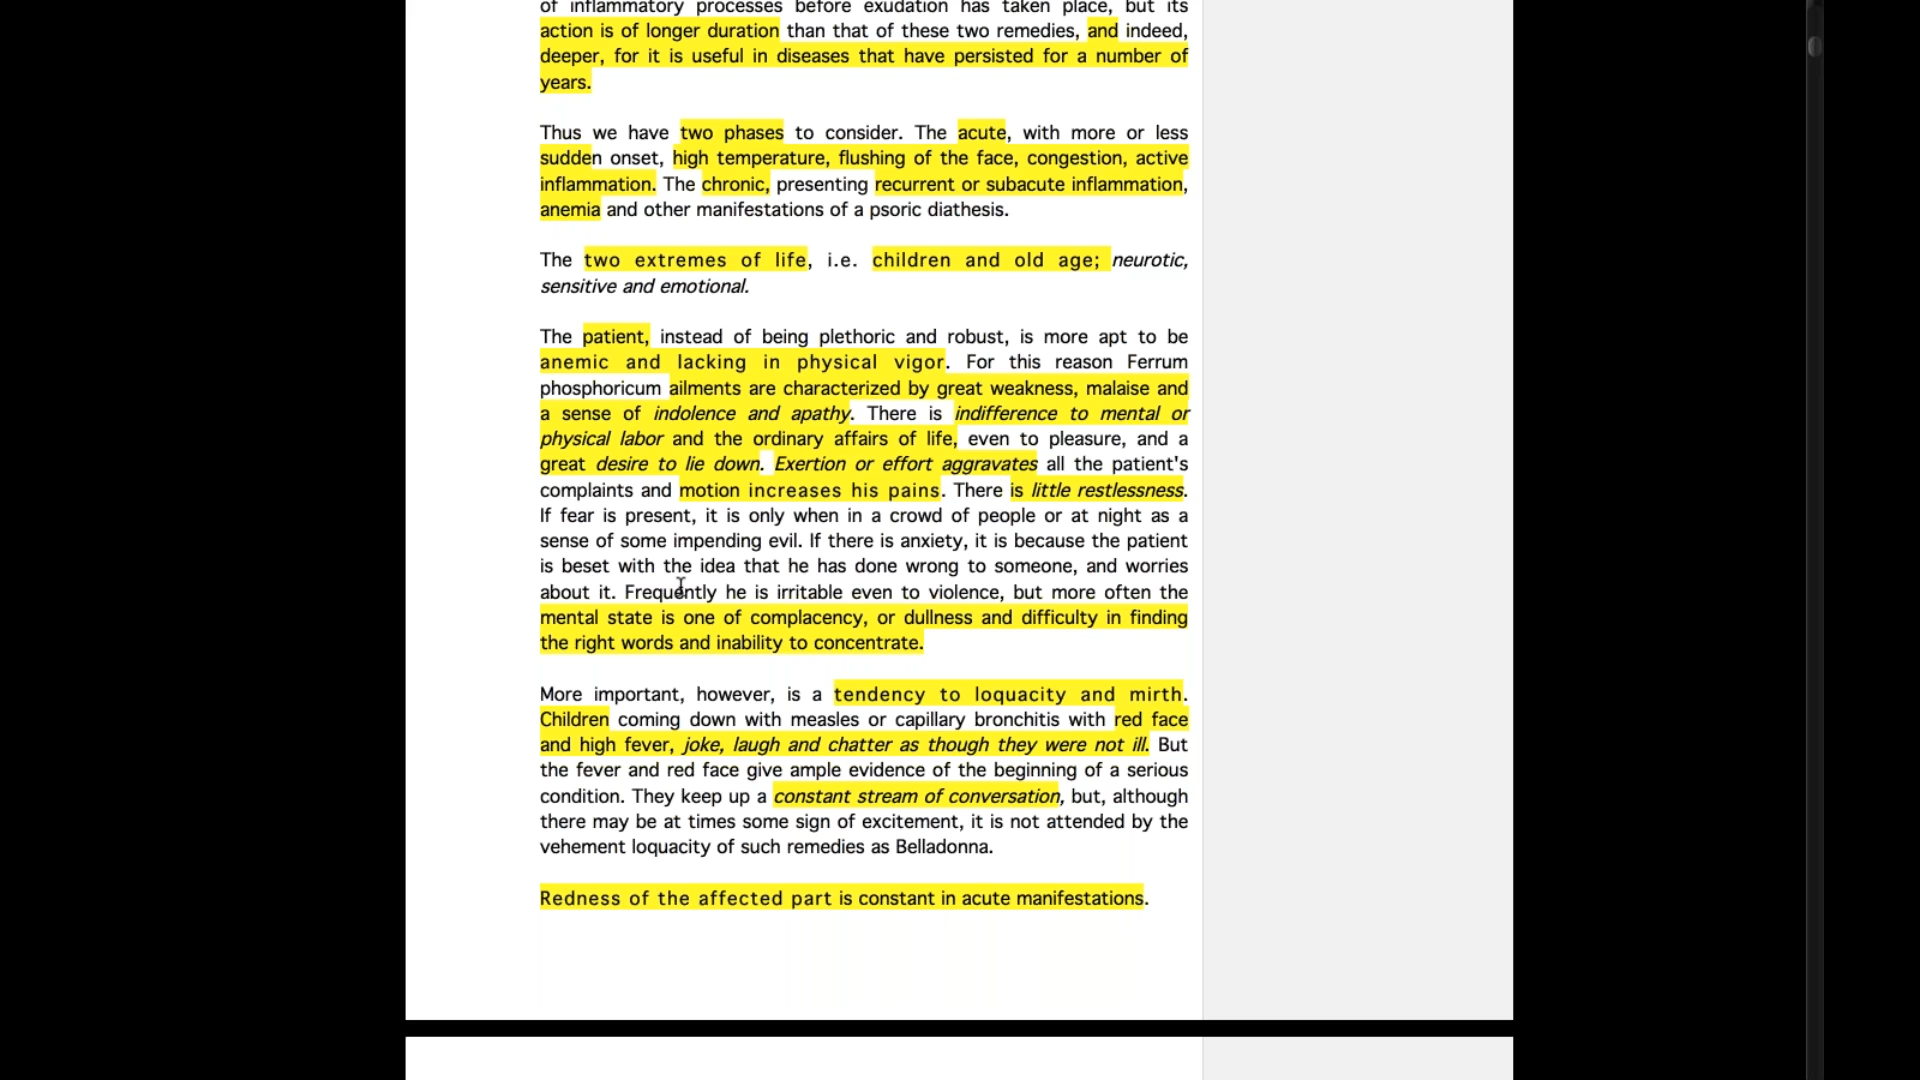 of inflammatory processes before exudation has taken place, but its
action is of longer duration than that of these two remedies, and indeed,
deeper, for it is useful in diseases that have persisted for a number of
years.
Thus we have two phases to consider. The acute, with more or less
sudden onset, high temperature, flushing of the face, congestion, active
inflammation. The chronic, presenting recurrent or subacute inflammation,
anemia and other manifestations of a psoric diathesis.
The two extremes of life, i.e. children and old age; neurotic,
sensitive and emotional.
The patient, instead of being plethoric and robust, is more apt to be
anemic and lacking in physical vigor. For this reason Ferrum
phosphoricum ailments are characterized by great weakness, malaise and
a sense of indolence and apathy. There is indifference to mental or
physical labor and the ordinary affairs of life, even to pleasure, and a
great desire to lie down. Exertion or effort aggravates all the patient's
complaints and motion increases his pains. There is little restlessness.
If fear is present, it is only when in a crowd of people or at night as a
sense of some impending evil. If there is anxiety, it is because the patient
is beset with the idea that he has done wrong to someone, and worries
about it. Frequently he is irritable even to violence, but more often the
mental state is one of complacency, or dullness and difficulty in finding
the right words and inability to concentrate.
More important, however, is a tendency to loquacity and mirth.
Children coming down with measles or capillary bronchitis with red face
and high fever, joke, laugh and chatter as though they were not ill. But
the fever and red face give ample evidence of the beginning of a serious
condition. They keep up a constant stream of conversation, but, although
there may be at times some sign of excitement, it is not attended by the
vehement loquacity of such remedies as Belladonna.
Redness of the affected part is constant in acute manifestations.